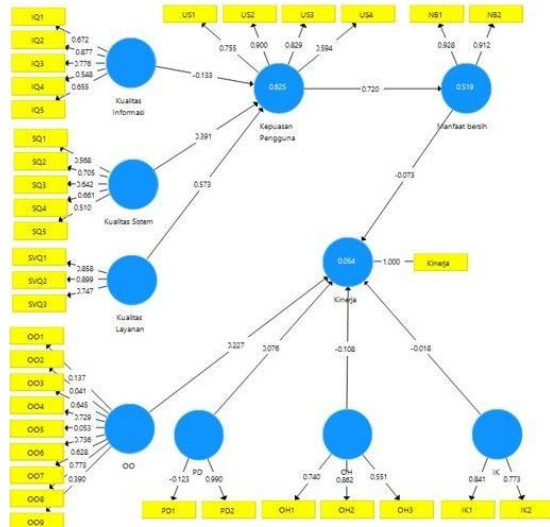 US1
US2
US3
US4
NB1
NB2
IQ1
IQ2
IQ3
IQ4
IQ5
0.672
0.877
0.776
0.548
0.655
0.755
0.900
0.829
0.594
0.928
0.912
-0.133
0.625
0.720
0.519
Kualitas
Informasi
Kepuasan
Pengguna
Manfaat bersih
SQ1
SQ2
SQ3
SQ4
SQ5
0.568
0.705
0.642
0.661
0.510
0.391
Kualitas Sistem
0.573
-0.073
SVQ1
SVQ2
SVQ3
0.858
0.899
0.747
Kualitas
Layanan
0.054
1.000
Kinerja
Kinerja
OO1
OO2
OO3
OO4
OO5
OO6
OO7
OO8
OO9
0.137
0.041
0.645
0.729
0.053
0.736
0.628
0.773
0.390
0.227
0.076
-0.108
-0.018
OO
PD
OH
IK
-0.123
0.990
0.740
0.862
0.551
0.841
0.773
PD1
PD2
OH1
OH2
OH3
IK1
IK2